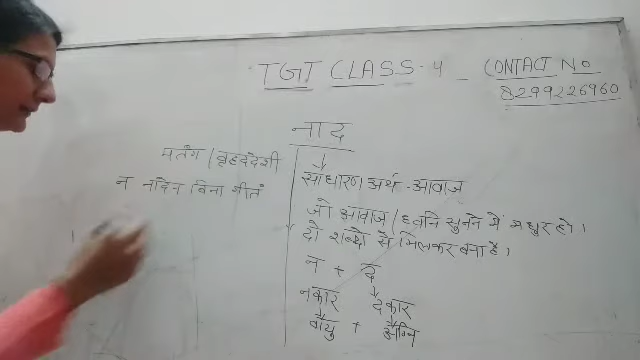 TGT CLASS - 4
CONTACT No
8299226960
नाद
मतंग / बृहददेशी
न नादेन विना गीतं
साधारण अर्थ - आवाज
जो आवाज / ध्वनि सुनने में मधुर हो।
दो शब्दों से मिलकर बना है।
न + द
नकार दकार
वायु + अग्नि